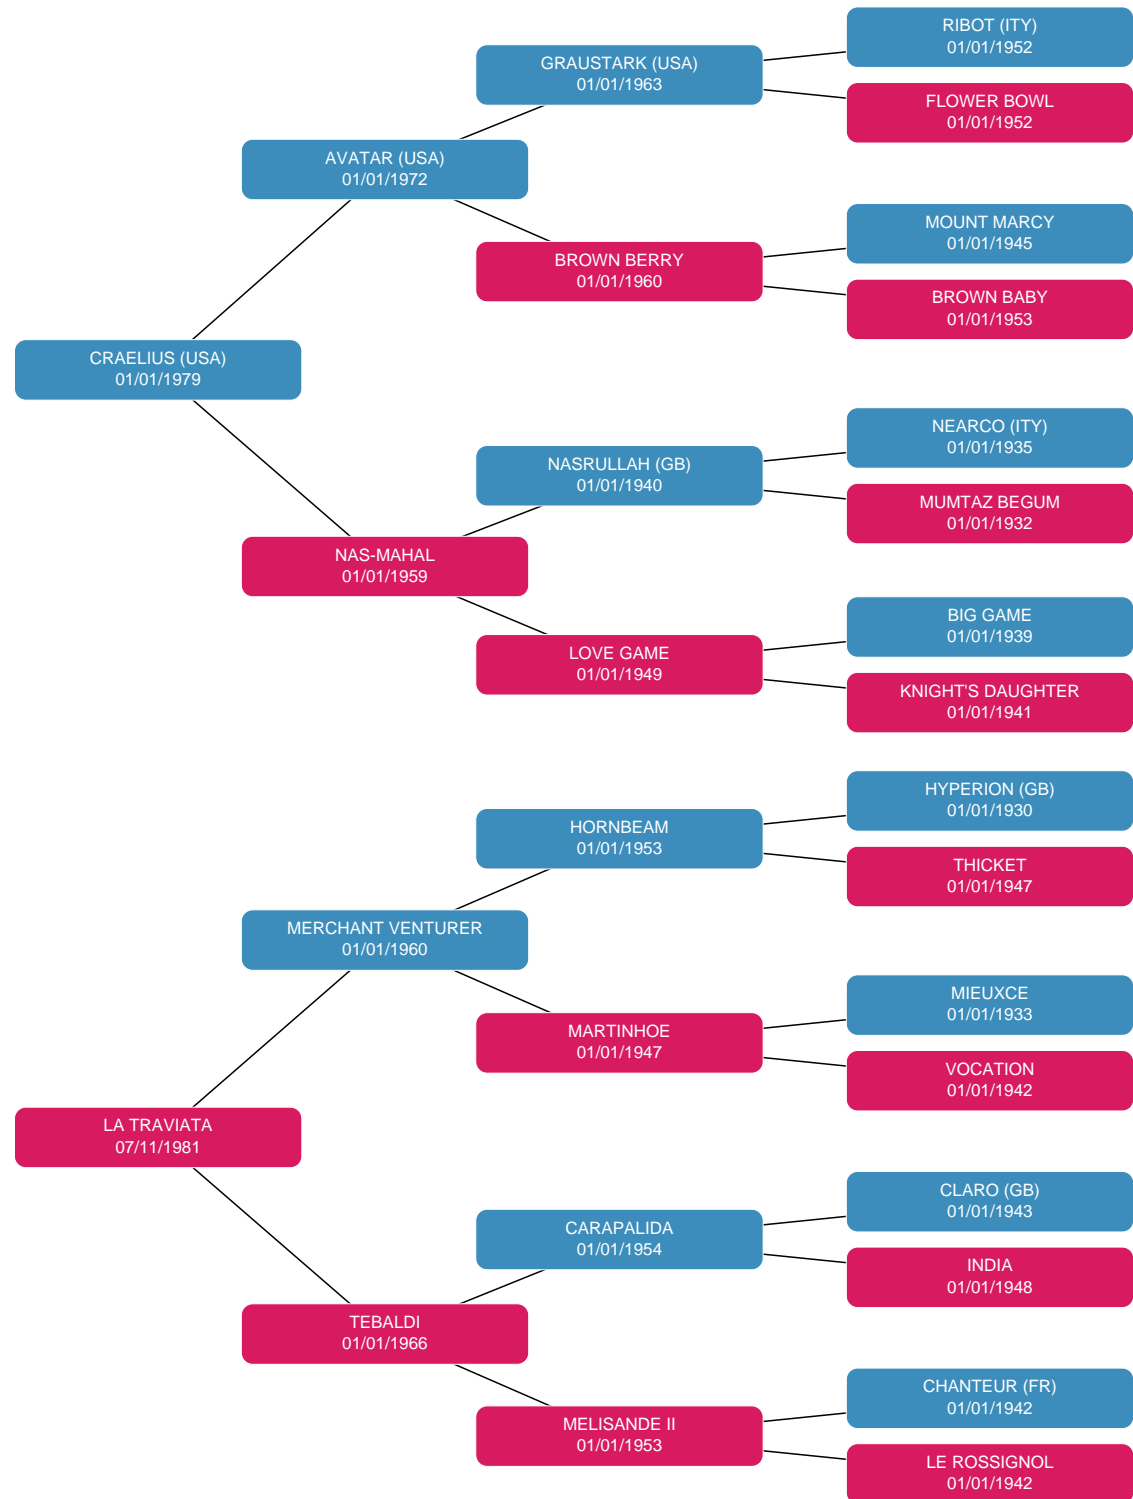 RIBOT (ITY)
01/01/1952
GRAUSTARK (USA)
01/01/1963
FLOWER BOWL
01/01/1952
AVATAR (USA)
01/01/1972
MOUNT MARCY
01/01/1945
BROWN BERRY
01/01/1960
BROWN BABY
01/01/1953
CRAELIUS (USA)
01/01/1979
NEARCO (ITY)
01/01/1935
NASRULLAH (GB)
01/01/1940
MUMTAZ BEGUM
01/01/1932
NAS-MAHAL
01/01/1959
BIG GAME
01/01/1939
LOVE GAME
01/01/1949
KNIGHT'S DAUGHTER
01/01/1941
HYPERION (GB)
01/01/1930
HORNBEAM
01/01/1953
THICKET
01/01/1947
MERCHANT VENTURER
01/01/1960
MIEUXCE
01/01/1933
MARTINHOE
01/01/1947
VOCATION
01/01/1942
LA TRAVIATA
07/11/1981
CLARO (GB)
01/01/1943
CARAPALIDA
01/01/1954
INDIA
01/01/1948
TEBALDI
01/01/1966
CHANTEUR (FR)
01/01/1942
MELISANDE II
01/01/1953
LE ROSSIGNOL
01/01/1942